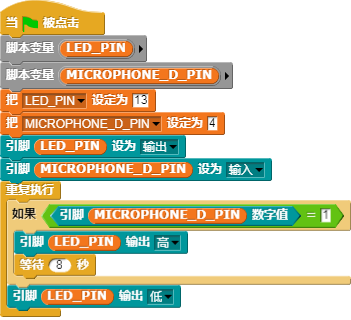 当 被点击
脚本变量 LED_PIN
脚本变量 MICROPHONE_D_PIN
把 LED_PIN 设定为 13
把 MICROPHONE_D_PIN 设定为 4
引脚 LED_PIN 设为 输出
引脚 MICROPHONE_D_PIN 设为 输入
重复执行
如果 引脚 MICROPHONE_D_PIN 数字值 = 1
引脚 LED_PIN 输出 高
等待 8 秒
引脚 LED_PIN 输出 低